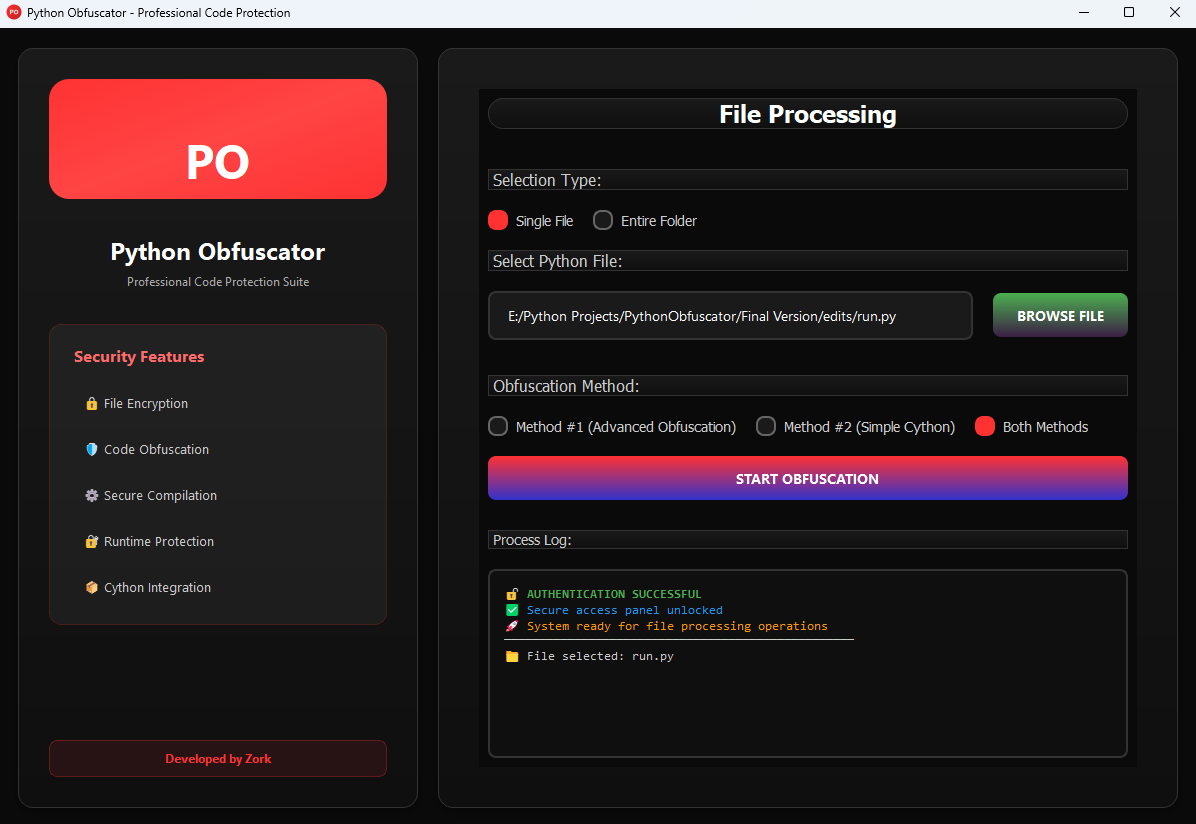 PO Python Obfuscator - Professional Code Protection
PO
Python Obfuscator
Professional Code Protection Suite
Security Features
File Encryption
Code Obfuscation
Secure Compilation
Runtime Protection
Cython Integration
Developed by Zork
File Processing
Selection Type:
Single File Entire Folder
Select Python File:
E:/Python Projects/PythonObfuscator/Final Version/edits/run.py BROWSE FILE
Obfuscation Method:
Method #1 (Advanced Obfuscation) Method #2 (Simple Cython) Both Methods
START OBFUSCATION
Process Log:
AUTHENTICATION SUCCESSFUL
Secure access panel unlocked
System ready for file processing operations
File selected: run.py